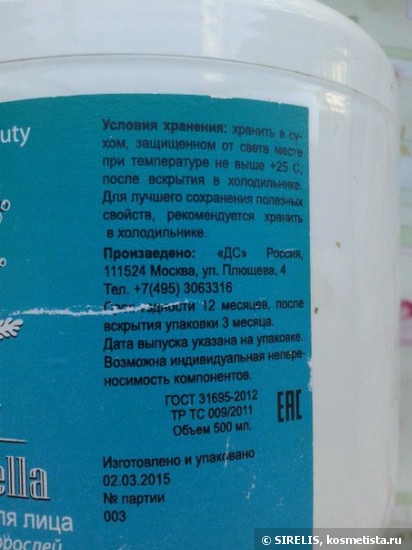 uty
Условия хранения: хранить в су-
хом, защищенном от света месте
при температуре не выше +25 С,
после вскрытия в холодильнике.
Для лучшего сохранения полезных
свойств, рекомендуется хранить
в холодильнике.
Произведено: «ДС» Россия,
111524 Москва, ул. Плющева, 4
Тел. +7(495) 3063316
Срок годности 12 месяцев, после
вскрытия упаковки 3 месяца.
Дата выпуска указана на упаковке.
Возможна индивидуальная непере-
носимость компонентов.
ГОСТ 31695-2012
ТР ТС 009/2011
Объем 500 мл.
EAC
ella
ля лица
орослей
Изготовлено и упаковано
02.03.2015
№ партии
003
© SIRELIS, kosmetista.ru